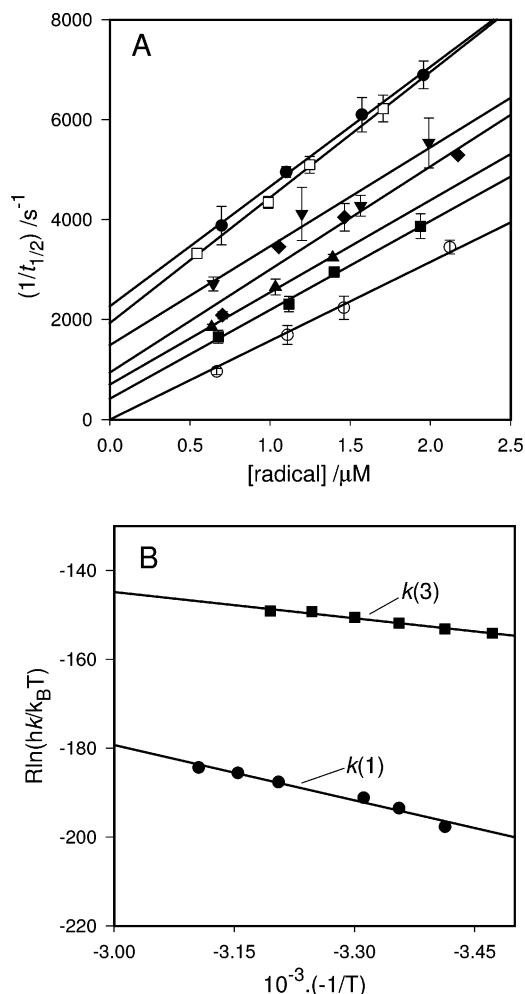 A
8000
6000
4000
2000
0
(1/t1/2) /s-1
0.0 0.5 1.0 1.5 2.0 2.5
[radical] /μM
B
-140
-160
-180
-200
-220
Rln(hk/kBT)
k(3)
k(1)
-3.00 -3.15 -3.30 -3.45
10-3.(-1/T)